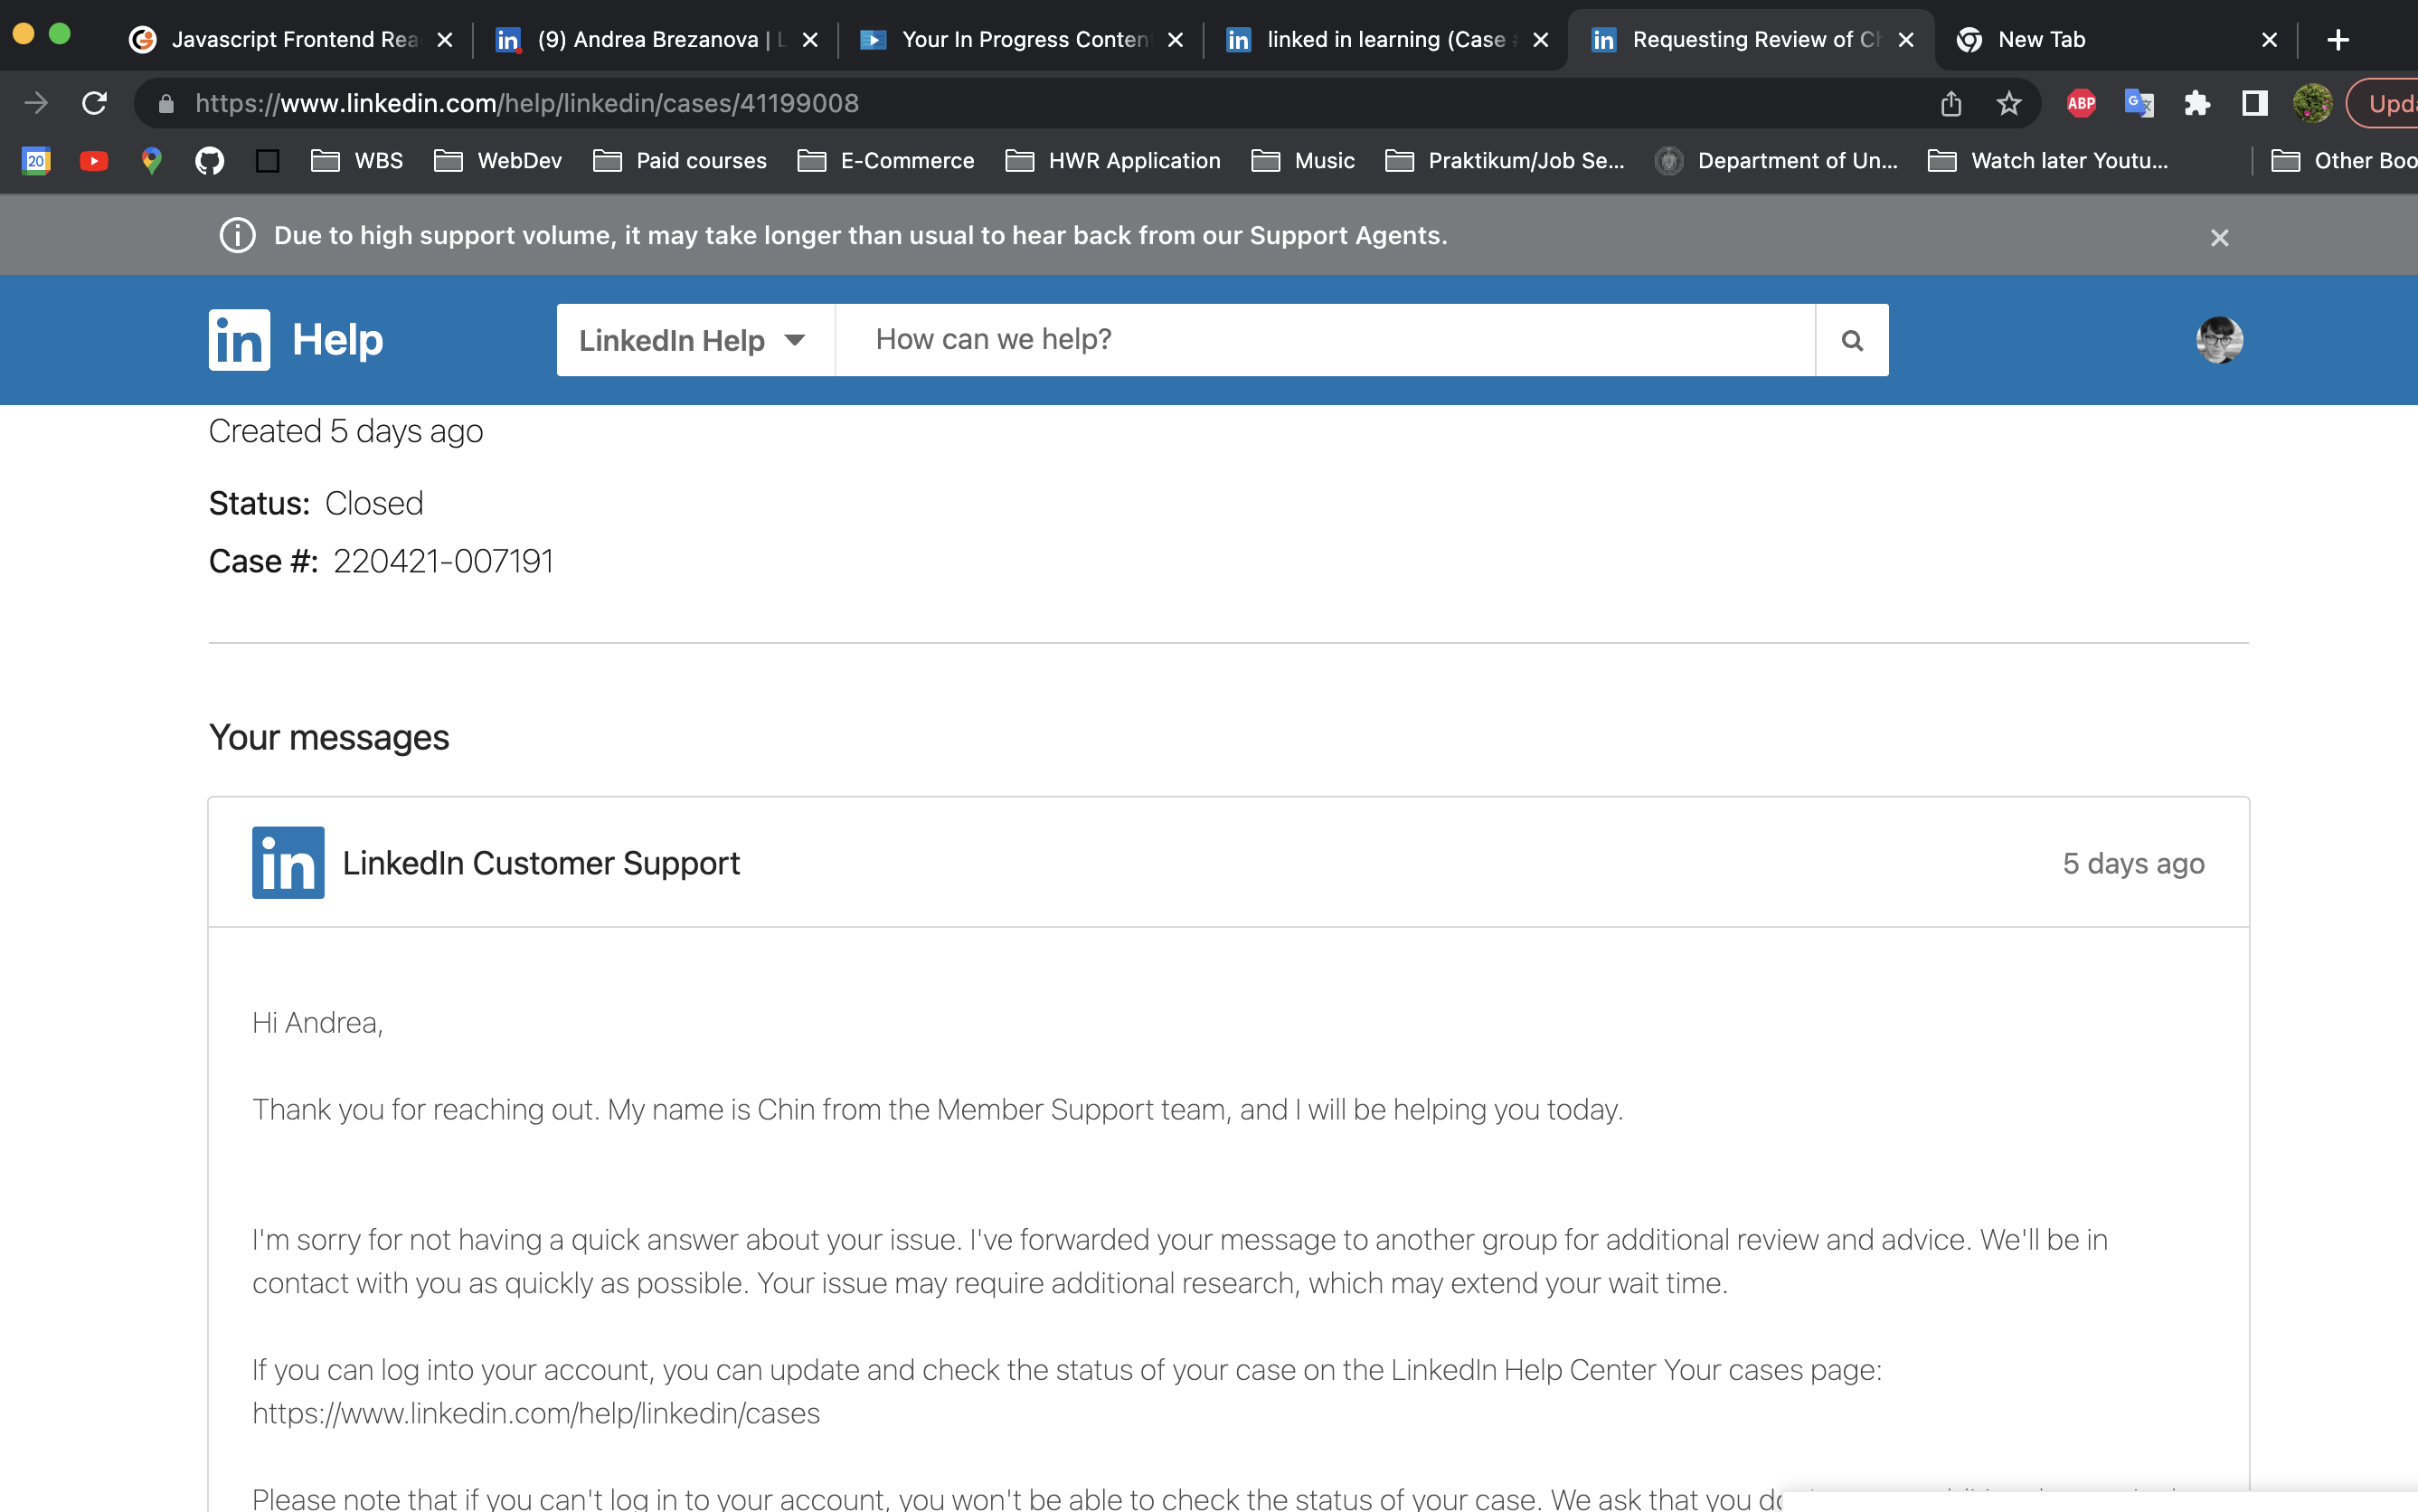 Javascript Frontend Rea
(9) Andrea Brezanova |
Your In Progress Conten
linked in learning (Case
Requesting Review of
New Tab
https://www.linkedin.com/help/linkedin/cases/41199008
ABP
Upda
20
WBS
WebDev
Paid courses
E-Commerce
HWR Application
Music
Praktikum/Job Se...
Department of Un...
Watch later Youtu...
Other Boo
Due to high support volume, it may take longer than usual to hear back from our Support Agents.
in Help
LinkedIn Help
How can we help?
Created 5 days ago
Status: Closed
Case #: 220421-007191
Your messages
in LinkedIn Customer Support
5 days ago
Hi Andrea,
Thank you for reaching out. My name is Chin from the Member Support team, and I will be helping you today.
I'm sorry for not having a quick answer about your issue. I've forwarded your message to another group for additional review and advice. We'll be in
contact with you as quickly as possible. Your issue may require additional research, which may extend your wait time.
If you can log into your account, you can update and check the status of your case on the LinkedIn Help Center Your cases page:
https://www.linkedin.com/help/linkedin/cases
Please note that if you can't log in to your account, you won't be able to check the status of your case. We ask that you do